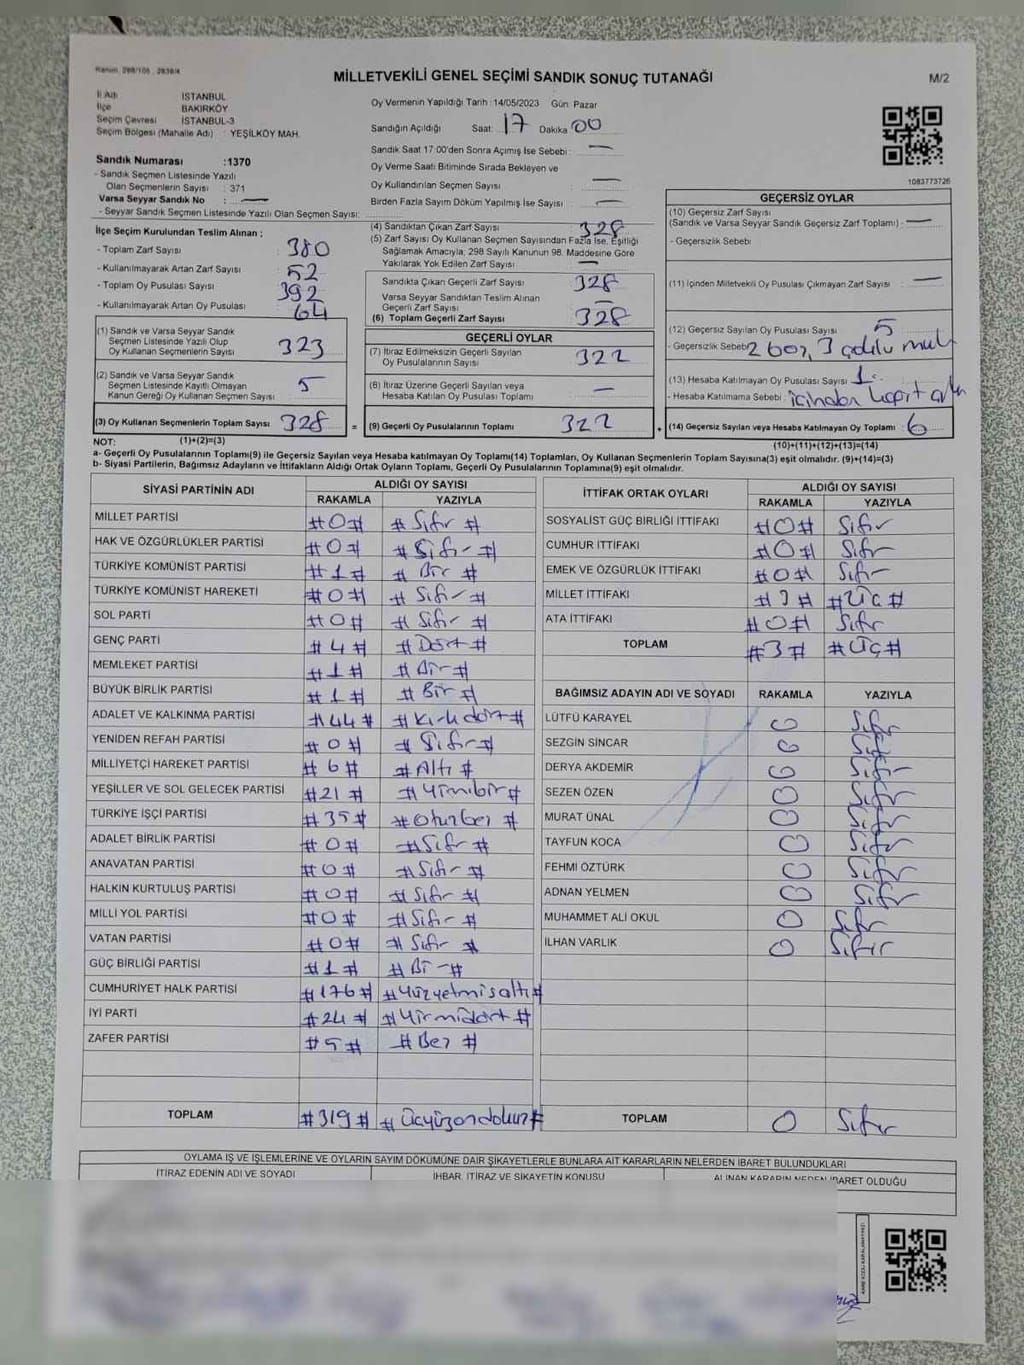 MİLLETVEKİLİ GENEL SEÇİMİ SANDIK SONUÇ TUTANAĞI
M/2
İl Adı İSTANBUL
İlçe BAKIRKÖY
Seçim Çevresi İSTANBUL-3
Seçim Bölgesi (Mahalle Adı) : YEŞİLKÖY MAH.
Sandık Numarası :1370
- Sandık Seçmen Listesinde Yazılı
Olan Seçmenlerin Sayısı : 371
Varsa Seyyar Sandık No : —
- Seyyar Sandık Seçmen Listesinde Yazılı Olan Seçmen Sayısı:
Oy Vermenin Yapıldığı Tarih :14/05/2023 Gün: Pazar
Sandığın Açıldığı Saat: 17 Dakika 00
Sandık Saat 17:00'den Sonra Açımış İse Sebebi : —
Oy Verme Saati Bitiminde Sırada Bekleyen ve
Oy Kullandırılan Seçmen Sayısı —
Birden Fazla Sayım Döküm Yapılmış İse Sayısı : —
1083773726
İlçe Seçim Kurulundan Teslim Alınan ;
- Toplam Zarf Sayısı : 380
- Kullanılmayarak Artan Zarf Sayısı : 52
- Toplam Oy Pusulası Sayısı : 392
- Kullanılmayarak Artan Oy Pusulası : 64
(1) Sandık ve Varsa Seyyar Sandık
Seçmen Listesinde Yazılı Olup
Oy Kullanan Seçmenlerin Sayısı 323
(2) Sandık ve Varsa Seyyar Sandık
Seçmen Listesinde Kayıtlı Olmayan
Kanun Gereği Oy Kullanan Seçmen Sayısı 5
(3) Oy Kullanan Seçmenlerin Toplam Sayısı 328 =
(1)+(2)=(3)
(4) Sandıktan Çıkan Zarf Sayısı : 328
(5) Zarf Sayısı Oy Kullanan Seçmen Sayısından Fazla İse, Eşitliği
Sağlamak Amacıyla, 298 Sayılı Kanunun 98. Maddesine Göre
Yakılarak Yok Edilen Zarf Sayısı —
Sandıkta Çıkan Geçerli Zarf Sayısı 328
Varsa Seyyar Sandıktan Teslim Alınan
Geçerli Zarf Sayısı —
(6) Toplam Geçerli Zarf Sayısı 328
GEÇERLİ OYLAR
(7) İtiraz Edilmeksizin Geçerli Sayılan
Oy Pusulalarının Sayısı 322
(8) İtiraz Üzerine Geçerli Sayılan veya
Hesaba Katılan Oy Pusulası Toplamı —
(9) Geçerli Oy Pusulalarının Toplamı 322 +
GEÇERSİZ OYLAR
(10) Geçersiz Zarf Sayısı
(Sandık ve Varsa Seyyar Sandık Geçersiz Zarf Toplamı) - —
- Geçersizlik Sebebi :
(11) İçinden Milletvekili Oy Pusulası Çıkmayan Zarf Sayısı : —
(12) Geçersiz Sayılan Oy Pusulası Sayısı : 5
- Geçersizlik Sebebi 2 boş, 3
(13) Hesaba Katılmayan Oy Pusulası Sayısı 1
- Hesaba Katılmama Sebebi : içinden
(14) Geçersiz Sayılan veya Hesaba Katılmayan Oy Toplamı : 6
(10)+(11)+(12)+(13)=(14)
NOT:
a- Geçerli Oy Pusulalarının Toplamı(9) ile Geçersiz Sayılan veya Hesaba katılmayan Oy Toplamı(14) Toplamları, Oy Kullanan Seçmenlerin Toplam Sayısına(3) eşit olmalıdır. (9)+(14)=(3)
b- Siyasi Partilerin, Bağımsız Adayların ve İttifakların Aldığı Ortak Oyların Toplamı, Geçerli Oy Pusulalarının Toplamına(9) eşit olmalıdır.
SİYASİ PARTİNİN ADI ALDIĞI OY SAYISI
RAKAMLA YAZIYLA
MİLLET PARTİSİ #0# # Sıfır #
HAK VE ÖZGÜRLÜKLER PARTİSİ #0# # Sıfır #
TÜRKİYE KOMÜNİST PARTİSİ #1# # Bir #
TÜRKİYE KOMÜNİST HAREKETİ #0# # Sıfır #
SOL PARTİ #0# # Sıfır #
GENÇ PARTİ #4# # Dört #
MEMLEKET PARTİSİ #1# # Bir #
BÜYÜK BİRLİK PARTİSİ #1# # Bir #
ADALET VE KALKINMA PARTİSİ #44# # Kırkdört #
YENİDEN REFAH PARTİSİ #0# # Sıfır #
MİLLİYETÇİ HAREKET PARTİSİ #6# # Altı #
YEŞİLLER VE SOL GELECEK PARTİSİ #21# # Yirmibir #
TÜRKİYE İŞÇİ PARTİSİ #35# # Otuzbeş #
ADALET BİRLİK PARTİSİ #0# # Sıfır #
ANAVATAN PARTİSİ #0# # Sıfır #
HALKIN KURTULUŞ PARTİSİ #0# # Sıfır #
MİLLİ YOL PARTİSİ #0# # Sıfır #
VATAN PARTİSİ #0# # Sıfır #
GÜÇ BİRLİĞİ PARTİSİ #1# # Bir #
CUMHURİYET HALK PARTİSİ #176# # Yüzyetmişaltı #
İYİ PARTİ #24# # Yirmidört #
ZAFER PARTİSİ #5# # Beş #
TOPLAM #319# # Üçyüzondokuz #
İTTİFAK ORTAK OYLARI ALDIĞI OY SAYISI
RAKAMLA YAZIYLA
SOSYALİST GÜÇ BİRLİĞİ İTTİFAKI #0# Sıfır
CUMHUR İTTİFAKI #0# Sıfır
EMEK VE ÖZGÜRLÜK İTTİFAKI #0# Sıfır
MİLLET İTTİFAKI #3# # Üç #
ATA İTTİFAKI #0# Sıfır
TOPLAM #3# # Üç #
BAĞIMSIZ ADAYIN ADI VE SOYADI RAKAMLA YAZIYLA
LÜTFÜ KARAYEL 0 Sıfır
SEZGİN SİNCAR 0 Sıfır
DERYA AKDEMİR 0 Sıfır
SEZEN ÖZEN 0 Sıfır
MURAT ÜNAL 0 Sıfır
TAYFUN KOCA 0 Sıfır
FEHMİ ÖZTÜRK 0 Sıfır
ADNAN YELMEN 0 Sıfır
MUHAMMET ALİ OKUL 0 Sıfır
İLHAN VARLIK 0 Sıfır
TOPLAM 0 Sıfır
OYLAMA İŞ VE İŞLEMLERİNE VE OYLARIN SAYIM DÖKÜMÜNE DAİR ŞİKAYETLERLE BUNLARA AİT KARARLARIN NELERDEN İBARET BULUNDUKLARI
İTİRAZ EDENİN ADI VE SOYADI İHBAR, İTİRAZ VE ŞİKAYETİN KONUSU ALINAN KARARIN NEDEN İBARET OLDUĞU